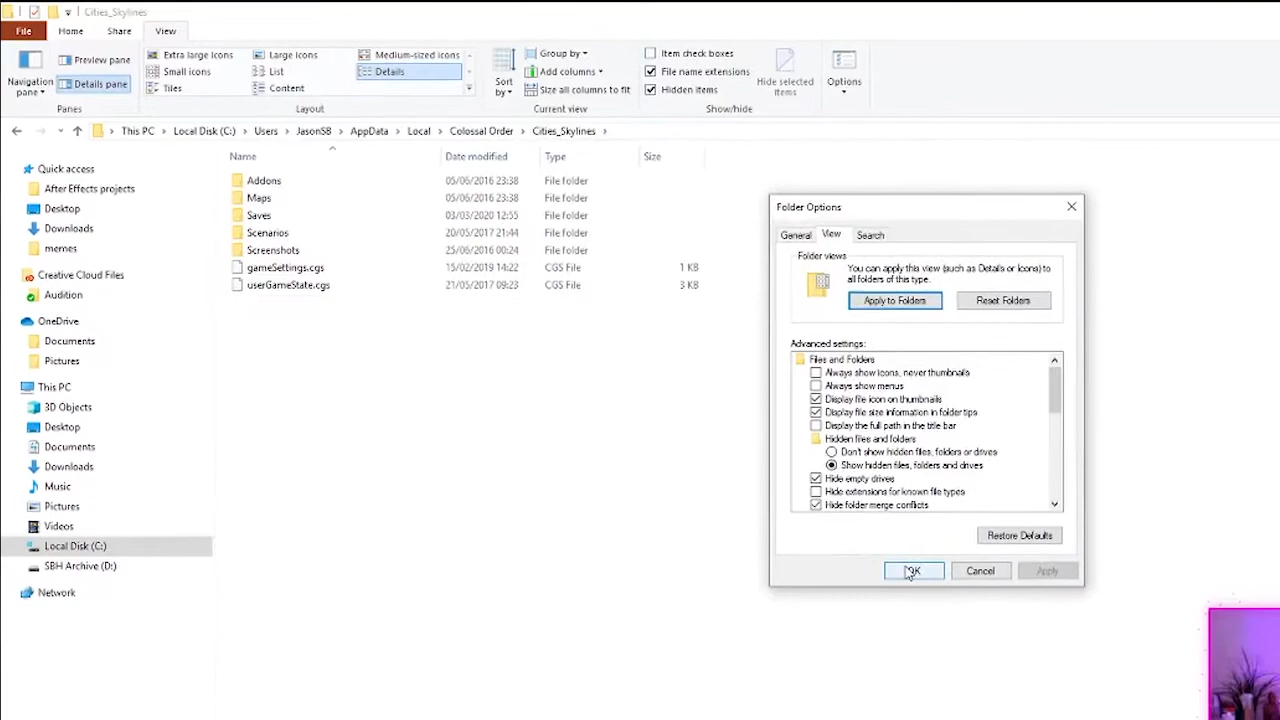 Cities_Skylines
File Home Share View
Extra large icons Large icons Medium-sized icons
Small icons List Details
Tiles Content
Navigation pane
Preview pane
Details pane
Panes
Layout
Sort by
Group by
Add columns
Size all columns to fit
Current view
Item check boxes
File name extensions
Hidden items
Hide selected items
Show/hide
Options
This PC Local Disk (C:) Users JasonSB AppData Local Colossal Order Cities_Skylines
Name Date modified Type Size
Addons 05/06/2016 23:38 File folder
Maps 05/06/2016 23:38 File folder
Saves 03/03/2020 12:55 File folder
Scenarios 20/05/2017 21:44 File folder
Screenshots 25/06/2016 00:24 File folder
gameSettings.cgs 15/02/2019 14:22 CGS File 1 KB
userGameState.cgs 21/05/2017 09:23 CGS File 3 KB
Quick access
After Effects projects
Desktop
Downloads
memes
Creative Cloud Files
Audition
OneDrive
Documents
Pictures
This PC
3D Objects
Desktop
Documents
Downloads
Music
Pictures
Videos
Local Disk (C:)
SBH Archive (D:)
Network
Folder Options
General View Search
Folder views
You can apply this view (such as Details or Icons) to
all folders of this type.
Apply to Folders Reset Folders
Advanced settings:
Files and Folders
Always show icons, never thumbnails
Always show menus
Display file icon on thumbnails
Display file size information in folder tips
Display the full path in the title bar
Hidden files and folders
Don't show hidden files, folders or drives
Show hidden files, folders and drives
Hide empty drives
Hide extensions for known file types
Hide folder merge conflicts
Restore Defaults
OK Cancel Apply